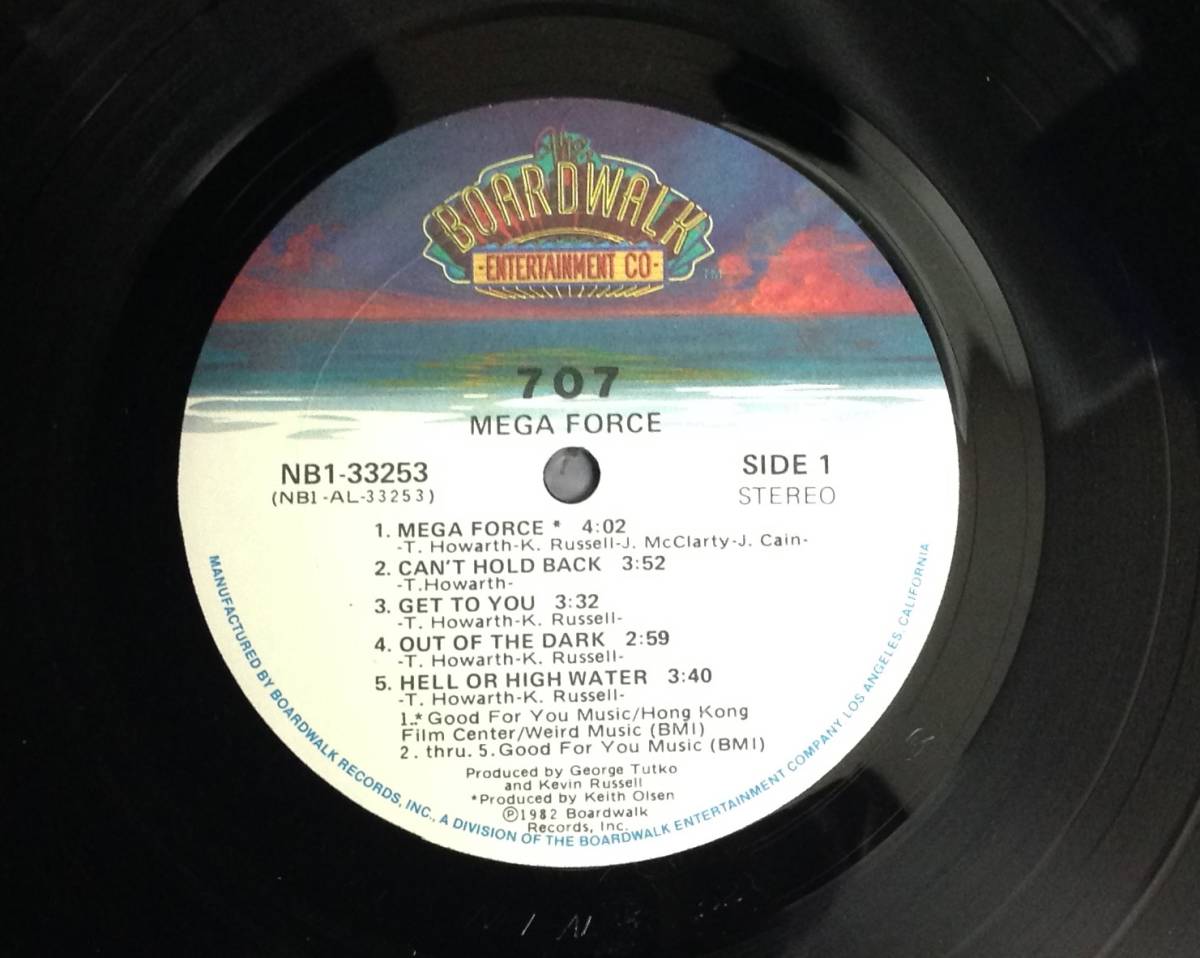 The
BOARDWALK
-ENTERTAINMENT CO-
TM
707
MEGA FORCE
NB1-33253
(NB1-AL-33253)
SIDE 1
STEREO
1. MEGA FORCE * 4:02
-T. Howarth-K. Russell-J. McClarty-J. Cain-
2. CAN'T HOLD BACK 3:52
-T.Howarth-
3. GET TO YOU 3:32
-T. Howarth-K. Russell-
4. OUT OF THE DARK 2:59
-T. Howarth-K. Russell-
5. HELL OR HIGH WATER 3:40
-T. Howarth-K. Russell-
1.* Good For You Music/Hong Kong
Film Center/Weird Music (BMI)
2. thru. 5. Good For You Music (BMI)
Produced by George Tutko
and Kevin Russell
*Produced by Keith Olsen
℗1982 Boardwalk
Records, Inc.
MANUFACTURED BY BOARDWALK RECORDS, INC., A DIVISION OF THE BOARDWALK ENTERTAINMENT COMPANY LOS ANGELES, CALIFORNIA